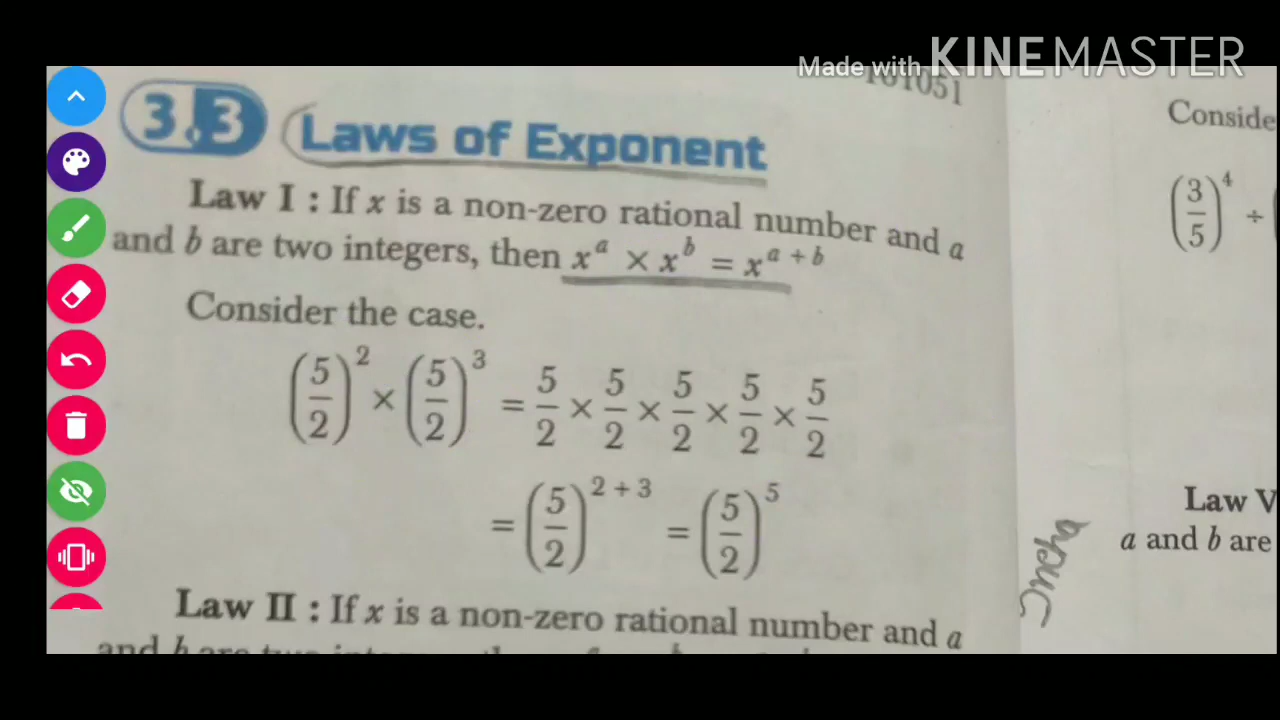 Made with KINEMASTER
3.3 Laws of Exponent
Law I : If x is a non-zero rational number and a
and b are two integers, then xᵃ × xᵇ = xᵃ ⁺ ᵇ
Consider the case.
(5/2)² × (5/2)³ = 5/2 × 5/2 × 5/2 × 5/2 × 5/2
= (5/2)² ⁺ ³ = (5/2)⁵
Law II : If x is a non-zero rational number and a
Conside
(3/5)⁴ ÷
Law V
a and b are